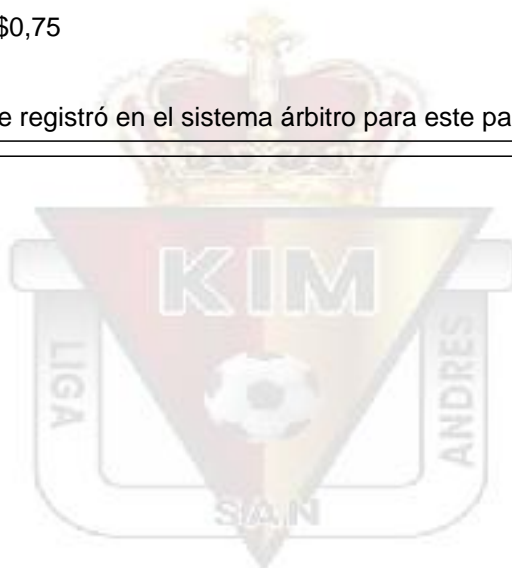 $0,75
e registró en el sistema árbitro para este pa
KIM
LIGA
ANDRES
SAN